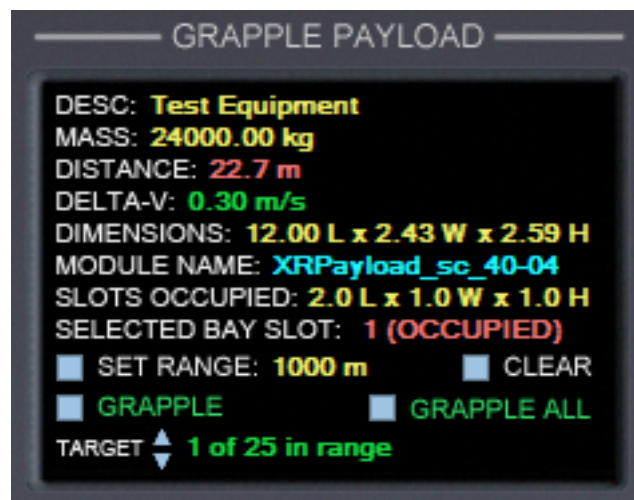 GRAPPLE PAYLOAD
DESC: Test Equipment
MASS: 24000.00 kg
DISTANCE: 22.7 m
DELTA-V: 0.30 m/s
DIMENSIONS: 12.00 L x 2.43 W x 2.59 H
MODULE NAME: XRPayload_sc_40-04
SLOTS OCCUPIED: 2.0 L x 1.0 W x 1.0 H
SELECTED BAY SLOT: 1 (OCCUPIED)
SET RANGE: 1000 m CLEAR
GRAPPLE GRAPPLE ALL
TARGET 1 of 25 in range